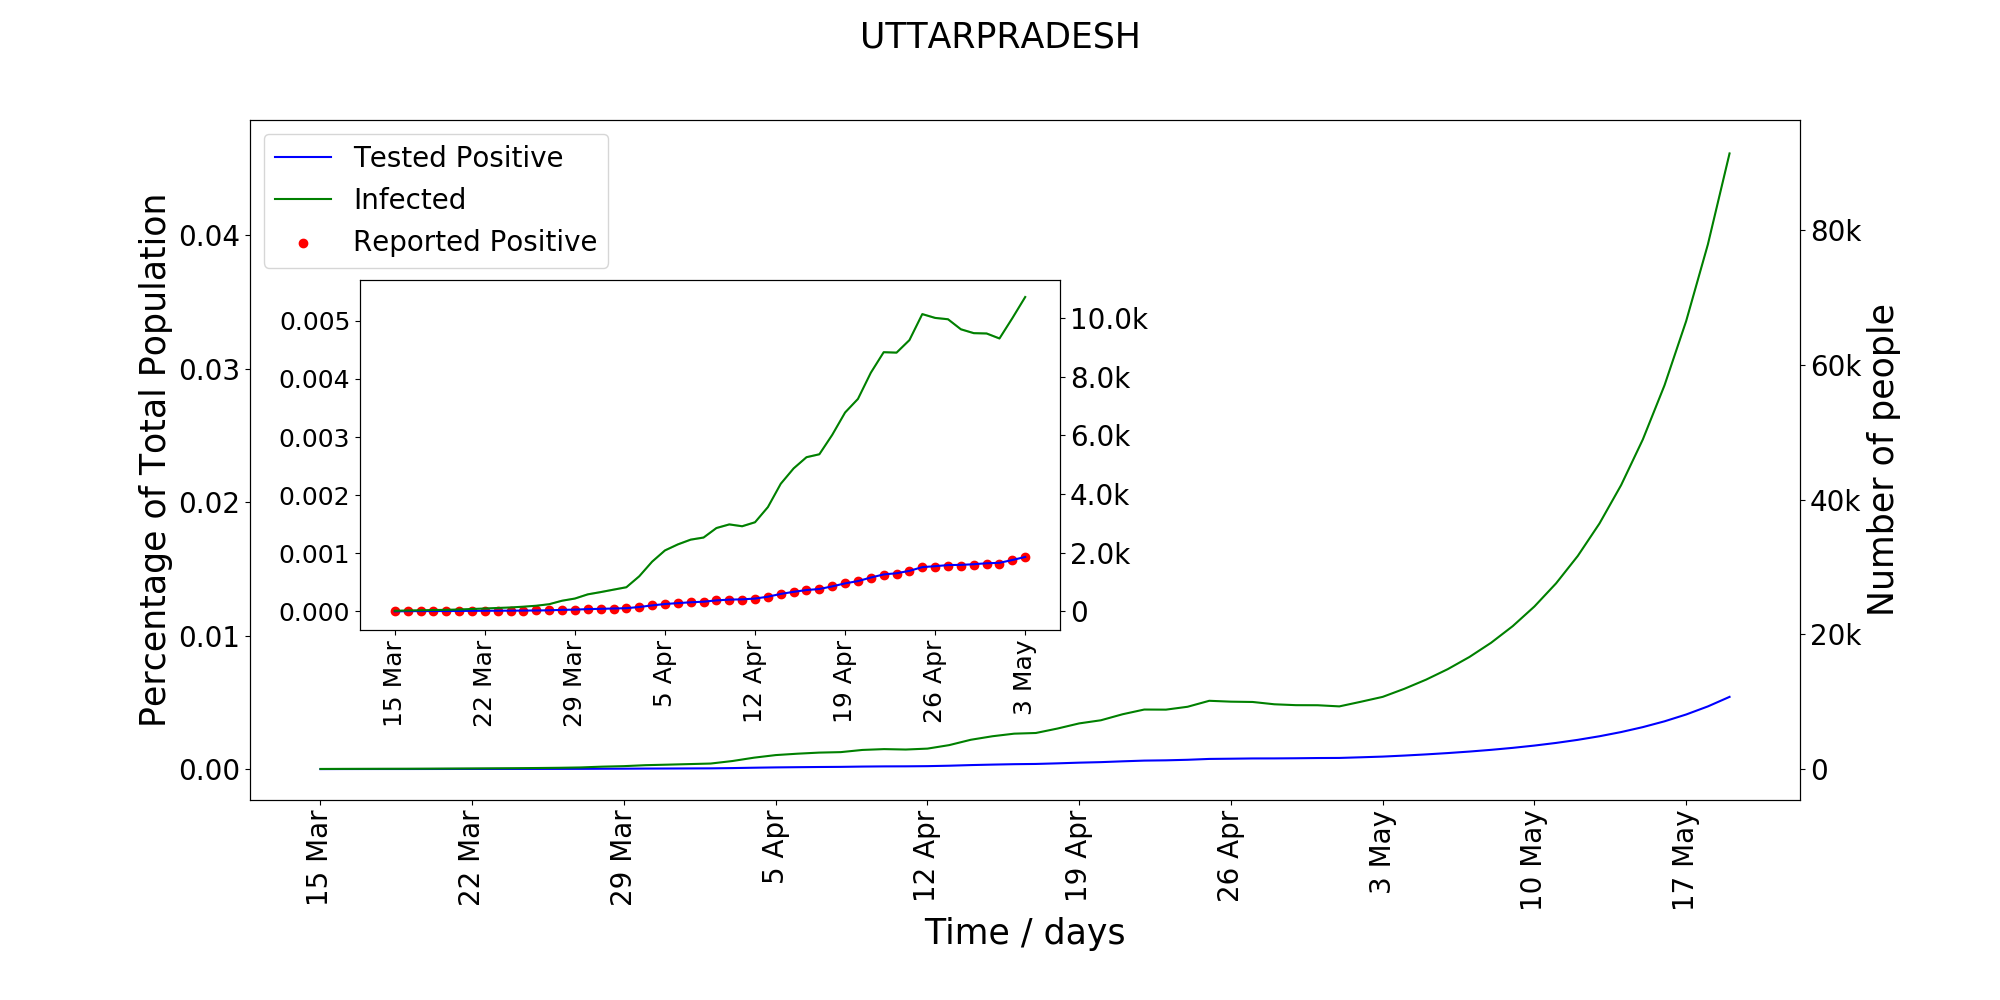 UTTARPRADESH
Tested Positive
Infected
Reported Positive
Percentage of Total Population
0.04
0.03
0.02
0.01
0.00
0.005
0.004
0.003
0.002
0.001
0.000
10.0k
8.0k
6.0k
4.0k
2.0k
0
15 Mar
22 Mar
29 Mar
5 Apr
12 Apr
19 Apr
26 Apr
3 May
80k
60k
40k
20k
0
Number of people
15 Mar
22 Mar
29 Mar
5 Apr
12 Apr
19 Apr
26 Apr
3 May
10 May
17 May
Time / days